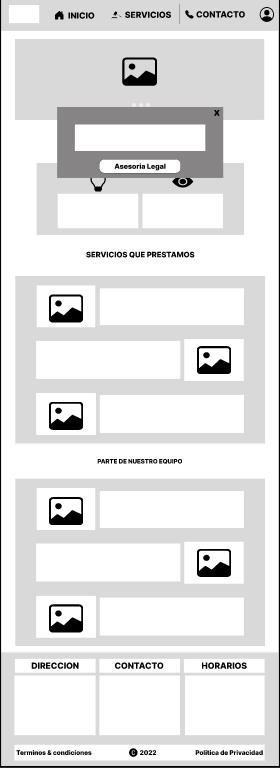 INICIO
SERVICIOS
CONTACTO
X
Asesoría Legal
SERVICIOS QUE PRESTAMOS
PARTE DE NUESTRO EQUIPO
DIRECCION
CONTACTO
HORARIOS
Terminos & condiciones
© 2022
Politica de Privacidad